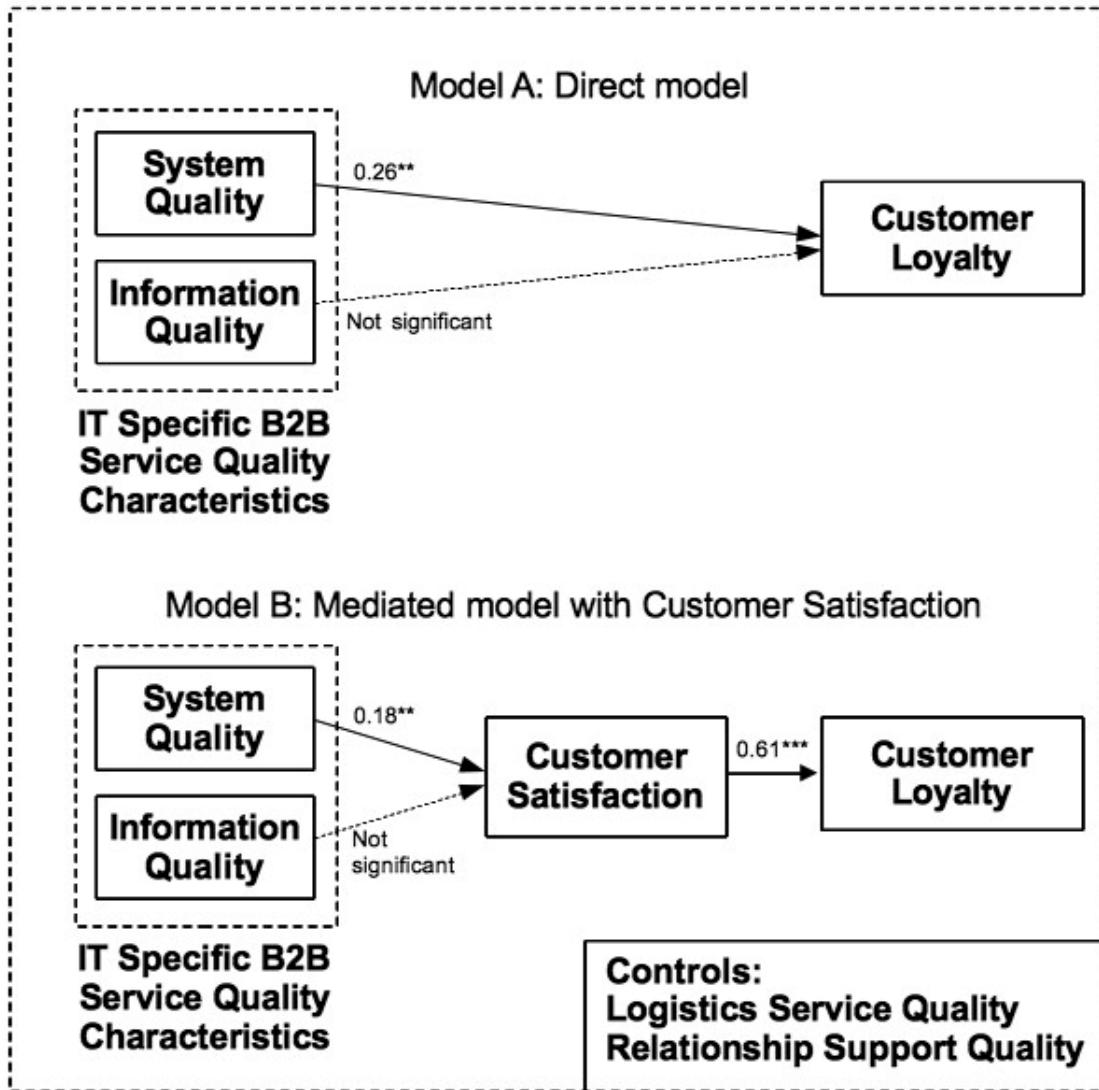 Model A: Direct model
System
Quality
0.26**
Customer
Loyalty
Information
Quality
Not significant
IT Specific B2B
Service Quality
Characteristics
Model B: Mediated model with Customer Satisfaction
System
Quality
0.18**
Customer
Satisfaction
0.61***
Customer
Loyalty
Information
Quality
Not
significant
IT Specific B2B
Service Quality
Characteristics
Controls:
Logistics Service Quality
Relationship Support Quality